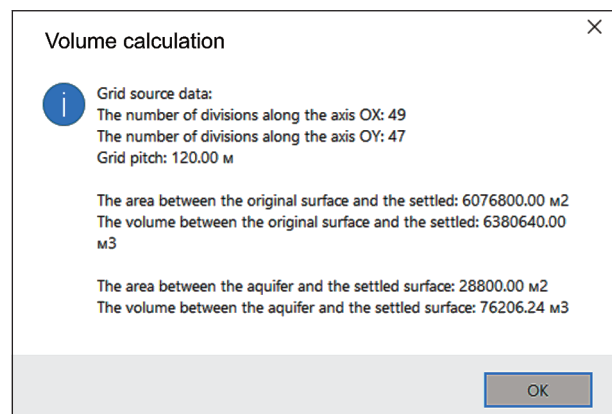 Volume calculation
Grid source data:
The number of divisions along the axis OX: 49
The number of divisions along the axis OY: 47
Grid pitch: 120.00 м
The area between the original surface and the settled: 6076800.00 м2
The volume between the original surface and the settled: 6380640.00
м3
The area between the aquifer and the settled surface: 28800.00 м2
The volume between the aquifer and the settled surface: 76206.24 м3
OK